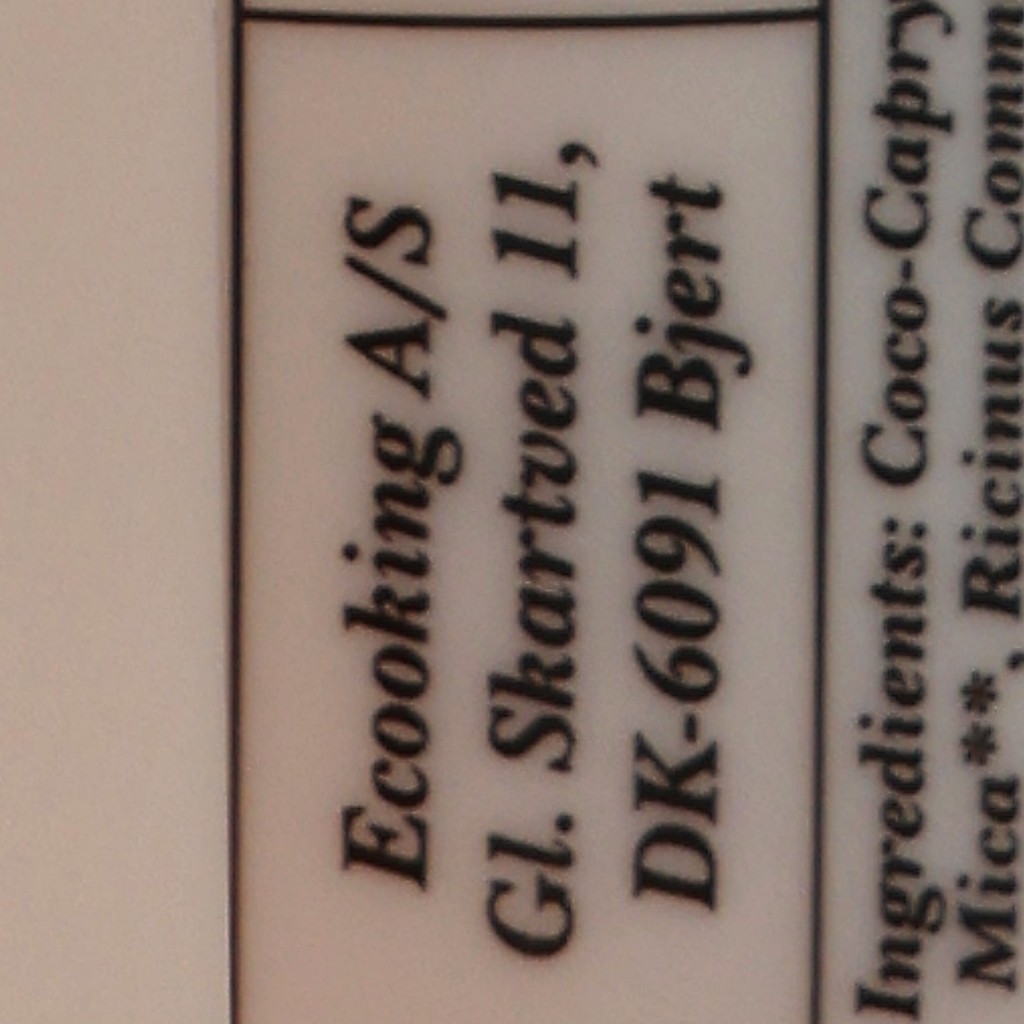 Ecooking A/S
Gl. Skartved 11,
DK-6091 Bjert
Ingredients: Coco-Capry
Mica**, Ricinus Comm